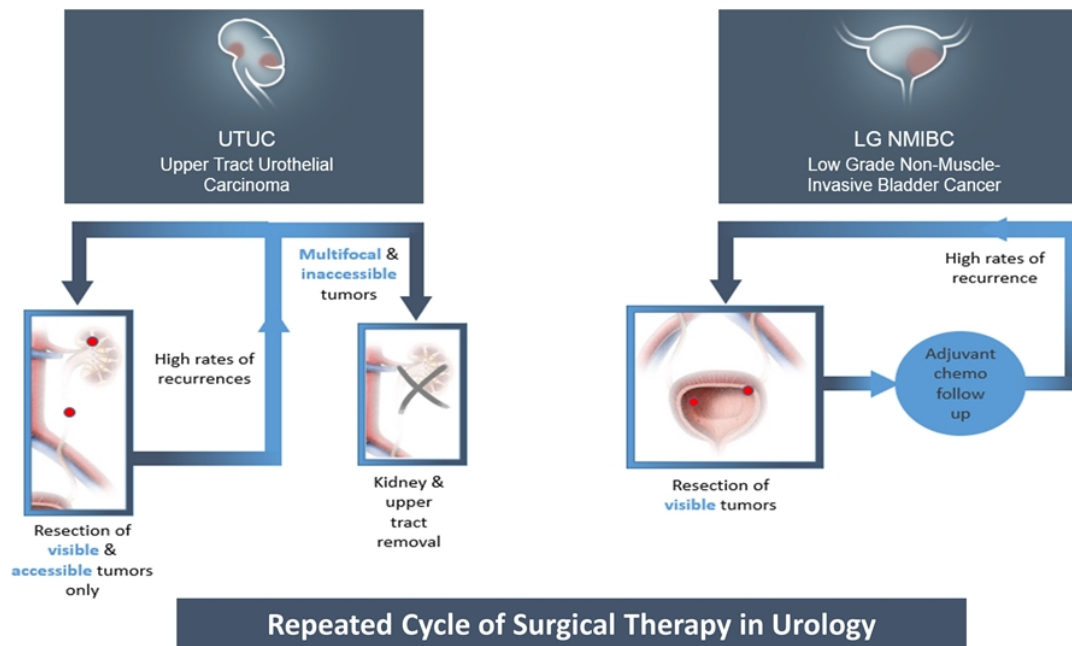 UTUC
Upper Tract Urothelial
Carcinoma
Multifocal &
inaccessible
tumors
High rates of
recurrences
Resection of
visible &
accessible tumors
only
Kidney &
upper
tract
removal
LG NMIBC
Low Grade Non-Muscle-
Invasive Bladder Cancer
High rates of
recurrence
Adjuvant
chemo
follow
up
Resection of
visible tumors
Repeated Cycle of Surgical Therapy in Urology